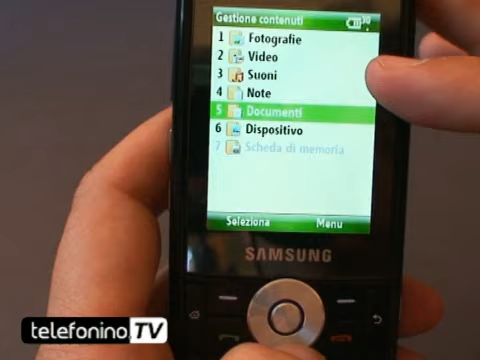 Gestione contenuti
3G
1 Fotografie
2 Video
3 Suoni
4 Note
5 Documenti
6 Dispositivo
7 Scheda di memoria
Seleziona Menu
SAMSUNG
telefonino.TV